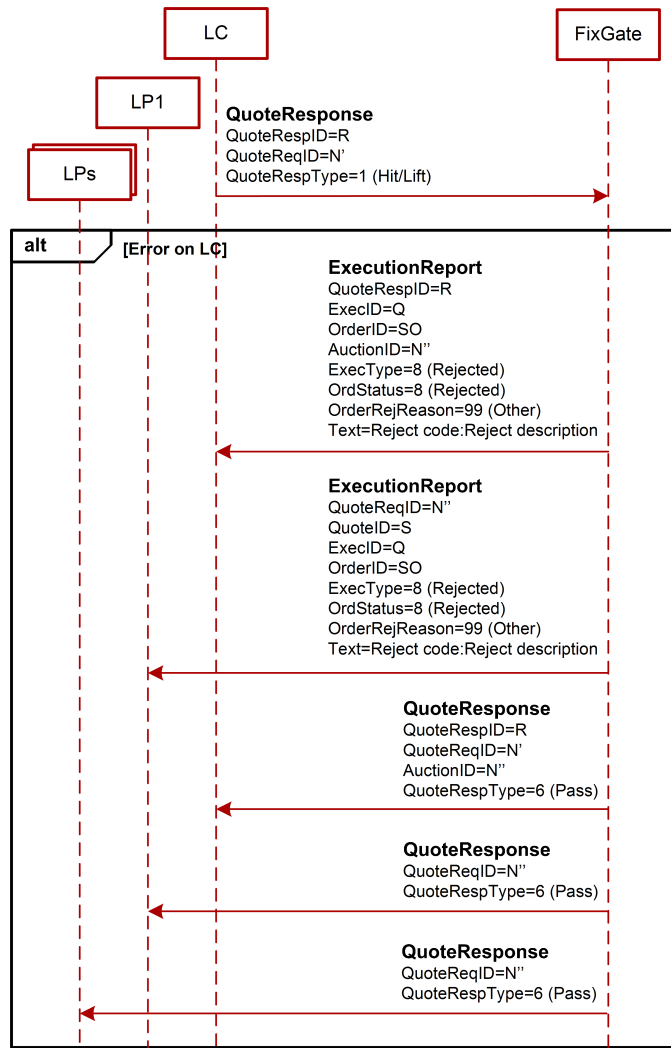 LC
FixGate
LP1
LPs
QuoteResponse
QuoteRespID=R
QuoteReqID=N’
QuoteRespType=1 (Hit/Lift)
alt
[Error on LC]
ExecutionReport
QuoteRespID=R
ExecID=Q
OrderID=SO
AuctionID=N’’
ExecType=8 (Rejected)
OrdStatus=8 (Rejected)
OrderRejReason=99 (Other)
Text=Reject code:Reject description
ExecutionReport
QuoteReqID=N’’
QuoteID=S
ExecID=Q
OrderID=SO
ExecType=8 (Rejected)
OrdStatus=8 (Rejected)
OrderRejReason=99 (Other)
Text=Reject code:Reject description
QuoteResponse
QuoteRespID=R
QuoteReqID=N’
AuctionID=N’’
QuoteRespType=6 (Pass)
QuoteResponse
QuoteReqID=N’’
QuoteRespType=6 (Pass)
QuoteResponse
QuoteReqID=N’’
QuoteRespType=6 (Pass)